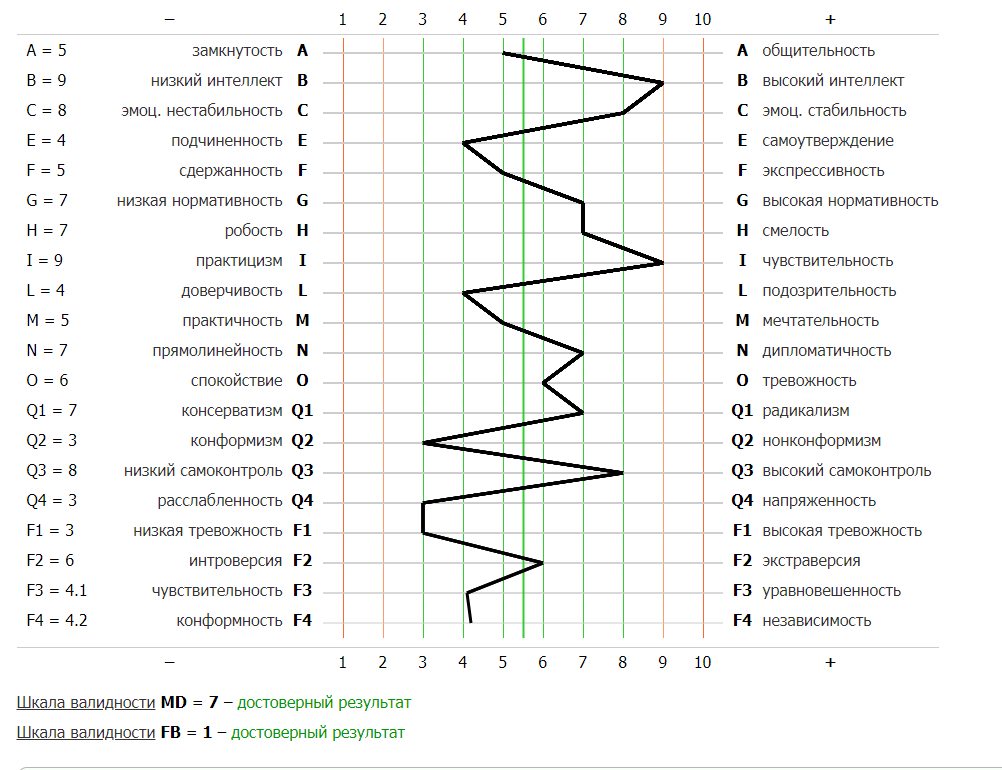 – 1 2 3 4 5 6 7 8 9 10 +
A = 5 замкнутость A A общительность
B = 9 низкий интеллект B B высокий интеллект
C = 8 эмоц. нестабильность C C эмоц. стабильность
E = 4 подчиненность E E самоутверждение
F = 5 сдержанность F F экспрессивность
G = 7 низкая нормативность G G высокая нормативность
H = 7 робость H H смелость
I = 9 практицизм I I чувствительность
L = 4 доверчивость L L подозрительность
M = 5 практичность M M мечтательность
N = 7 прямолинейность N N дипломатичность
O = 6 спокойствие O O тревожность
Q1 = 7 консерватизм Q1 Q1 радикализм
Q2 = 3 конформизм Q2 Q2 нонконформизм
Q3 = 8 низкий самоконтроль Q3 Q3 высокий самоконтроль
Q4 = 3 расслабленность Q4 Q4 напряженность
F1 = 3 низкая тревожность F1 F1 высокая тревожность
F2 = 6 интроверсия F2 F2 экстраверсия
F3 = 4.1 чувствительность F3 F3 уравновешенность
F4 = 4.2 конформность F4 F4 независимость
– 1 2 3 4 5 6 7 8 9 10 +
Шкала валидности MD = 7 – достоверный результат
Шкала валидности FB = 1 – достоверный результат